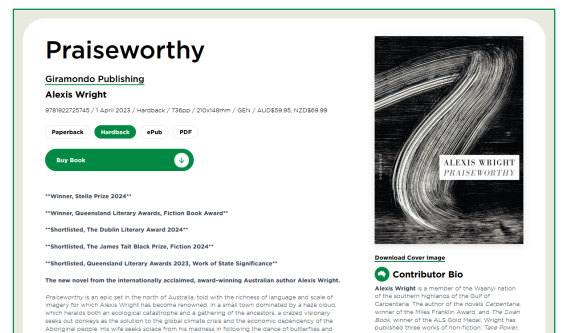 Praiseworthy
Giramondo Publishing
Alexis Wright
9781922725745 / 1 April 2023 / Hardback / 736pp / 210x148mm / GEN / AUD$59.95, NZD$69.99
Paperback
Hardback
ePub
PDF
Buy Book
**Winner, Stella Prize 2024**
**Winner, Queensland Literary Awards, Fiction Book Award**
**Shortlisted, The Dublin Literary Award 2024**
**Shortlisted, The James Tait Black Prize, Fiction 2024**
**Shortlisted, Queensland Literary Awards 2023, Work of State Significance**
The new novel from the internationally acclaimed, award-winning Australian author Alexis Wright.
Praiseworthy is an epic set in the north of Australia, told with the richness of language and scale of
imagery for which Alexis Wright has become renowned. In a small town dominated by a haze cloud,
which heralds both an ecological catastrophe and a gathering of the ancestors, a crazed visionary
seeks out donkeys as the solution to the global climate crisis and the economic dependency of the
Aboriginal people. His wife seeks solace from his madness in following the dance of butterflies and
ALEXIS WRIGHT
PRAISEWORTHY
Download Cover Image
Contributor Bio
Alexis Wright is a member of the Waanyi nation
of the southern highlands of the Gulf of
Carpentaria. The author of the novels Carpentaria,
winner of the Miles Franklin Award, and The Swan
Book, winner of the ALS Gold Medal, Wright has
published three works of non-fiction: Take Power,